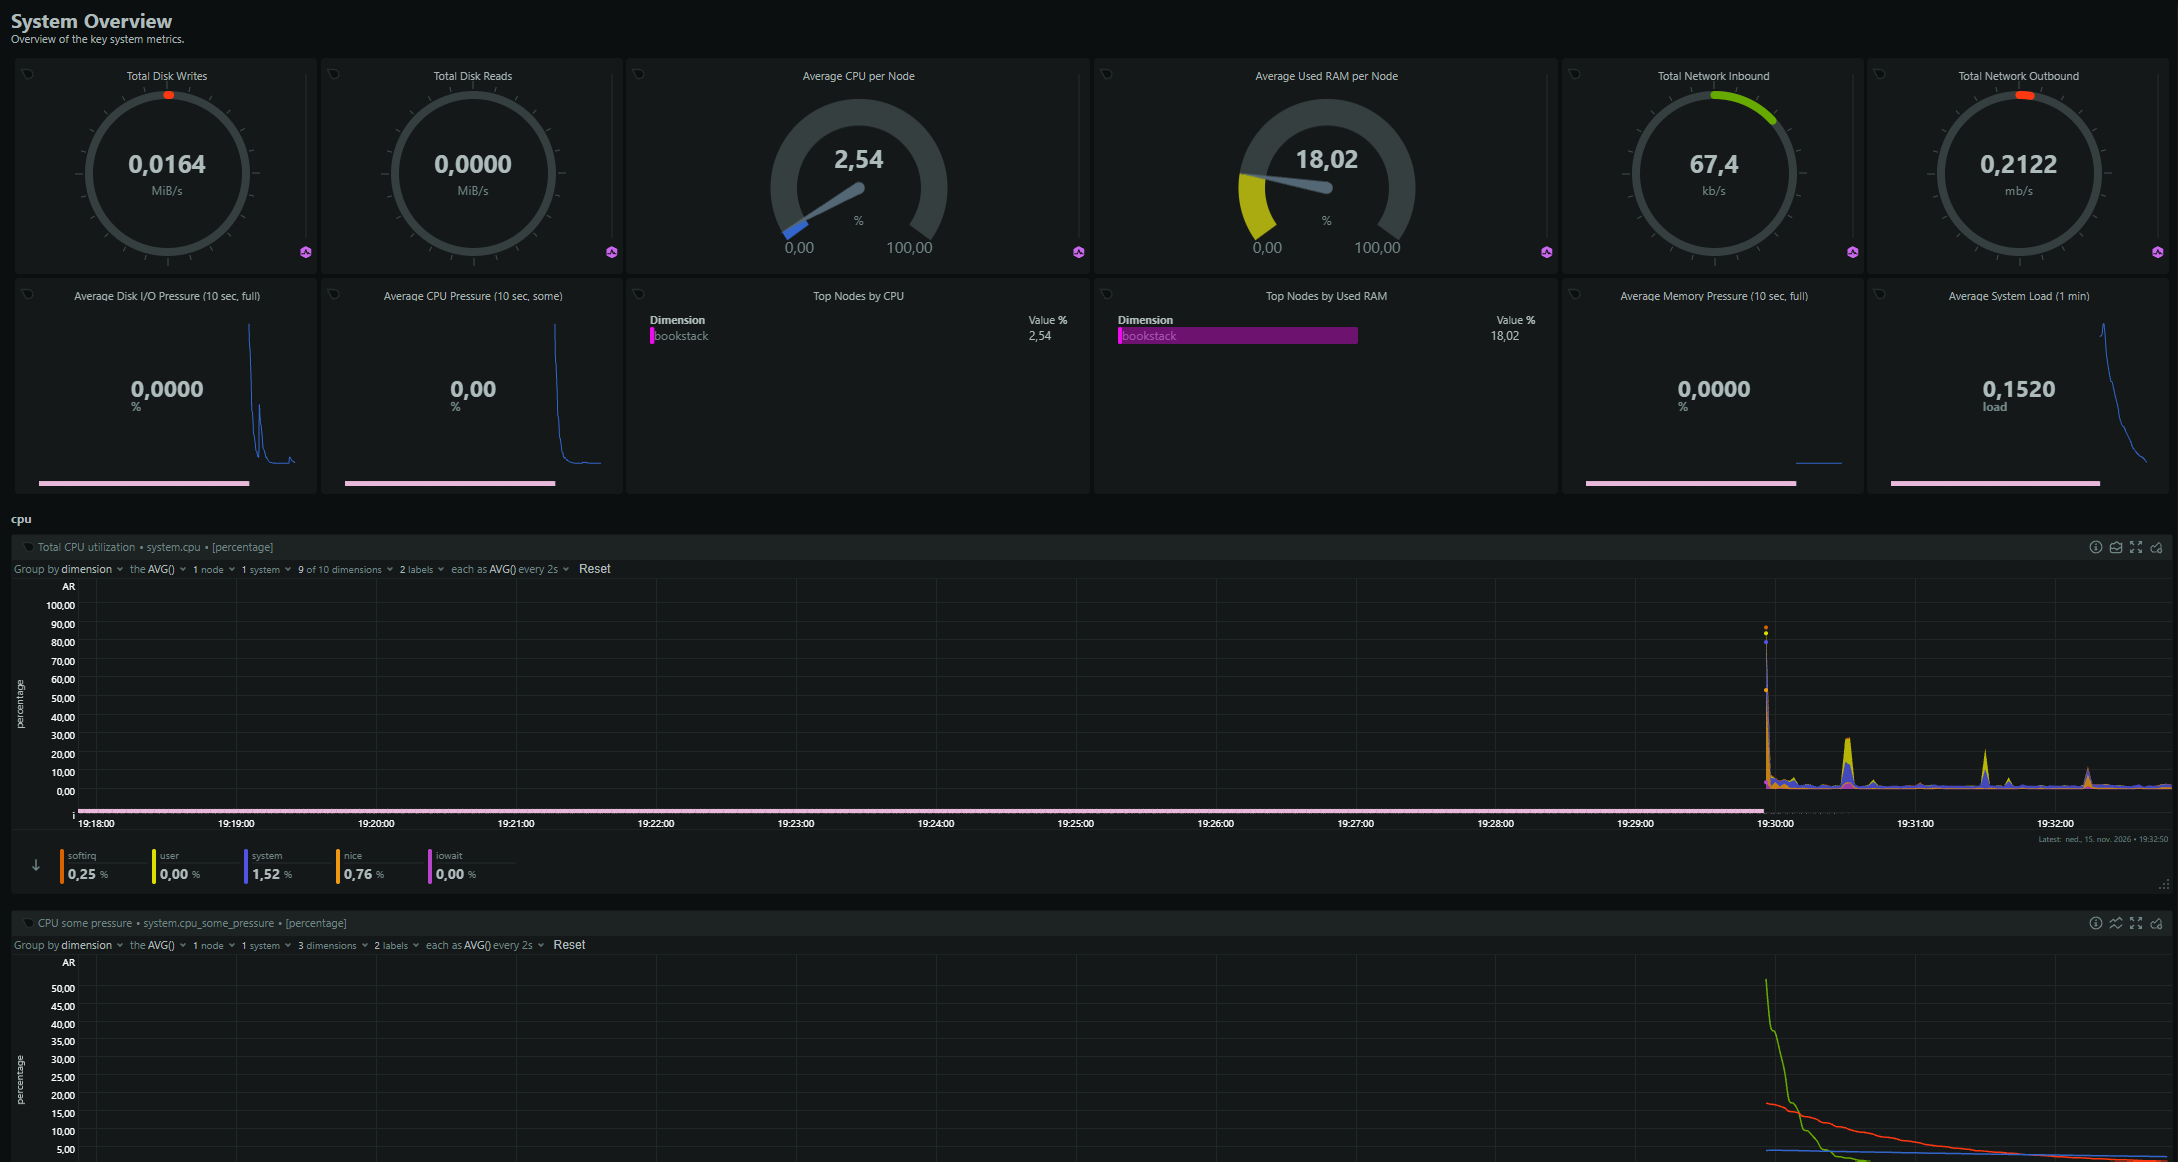 System Overview
Overview of the key system metrics.
Total Disk Writes
0,0164
MiB/s
Total Disk Reads
0,0000
MiB/s
Average CPU per Node
2,54
%
0,00 100,00
Average Used RAM per Node
18,02
%
0,00 100,00
Total Network Inbound
67,4
kb/s
Total Network Outbound
0,2122
mb/s
Average Disk I/O Pressure (10 sec, full)
0,0000
%
Average CPU Pressure (10 sec, some)
0,00
%
Top Nodes by CPU
Dimension Value %
bookstack 2,54
Top Nodes by Used RAM
Dimension Value %
bookstack 18,02
Average Memory Pressure (10 sec, full)
0,0000
%
Average System Load (1 min)
0,1520
load
cpu
Total CPU utilization • system.cpu • [percentage]
Group by dimension the AVG() 1 node 1 system 9 of 10 dimensions 2 labels each as AVG() every 2s Reset
AR
100,00
90,00
80,00
70,00
60,00
50,00
40,00
30,00
20,00
10,00
0,00
percentage
i
19:18:00 19:19:00 19:20:00 19:21:00 19:22:00 19:23:00 19:24:00 19:25:00 19:26:00 19:27:00 19:28:00 19:29:00 19:30:00 19:31:00 19:32:00
Latest: ned., 15. nov. 2026 • 19:32:50
softirq user system nice iowait
0,25 % 0,00 % 1,52 % 0,76 % 0,00 %
CPU some pressure • system.cpu_some_pressure • [percentage]
Group by dimension the AVG() 1 node 1 system 3 dimensions 2 labels each as AVG() every 2s Reset
AR
50,00
45,00
40,00
35,00
30,00
25,00
20,00
15,00
10,00
5,00
percentage